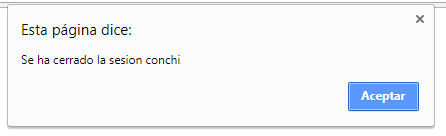 Esta página dice:
Se ha cerrado la sesion conchi
Aceptar